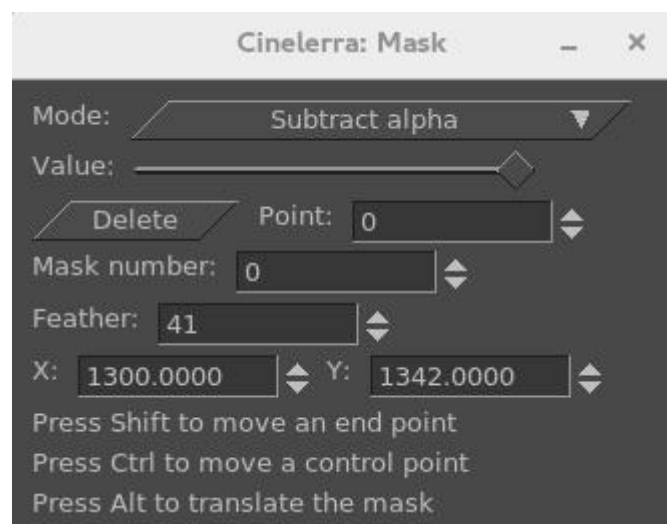 Cinelerra: Mask
Mode: Subtract alpha
Value:
Delete Point: 0
Mask number: 0
Feather: 41
X: 1300.0000 Y: 1342.0000
Press Shift to move an end point
Press Ctrl to move a control point
Press Alt to translate the mask